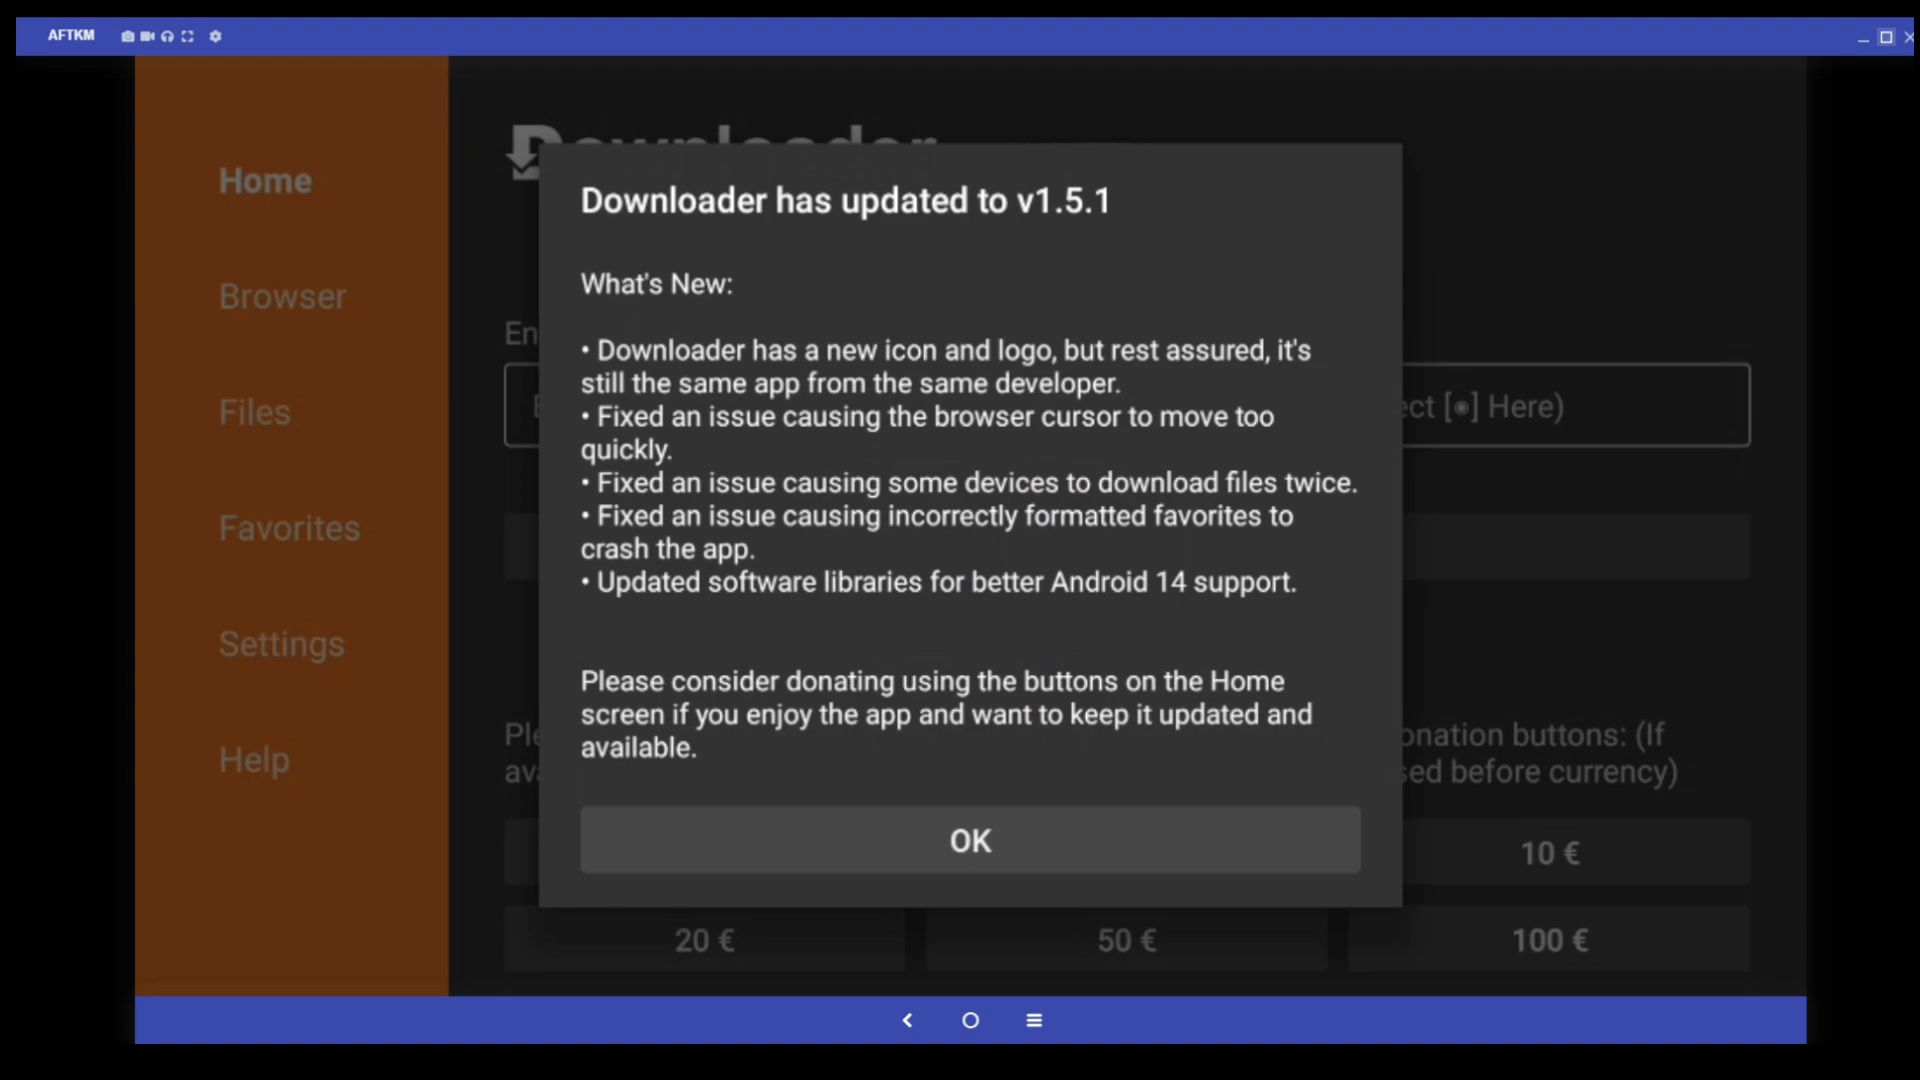 AFTKM
Home
Browser
Files
Favorites
Settings
Help
Downloader
Downloader has updated to v1.5.1
What's New:
• Downloader has a new icon and logo, but rest assured, it's
still the same app from the same developer.
• Fixed an issue causing the browser cursor to move too
quickly.
• Fixed an issue causing some devices to download files twice.
• Fixed an issue causing incorrectly formatted favorites to
crash the app.
• Updated software libraries for better Android 14 support.
Please consider donating using the buttons on the Home
screen if you enjoy the app and want to keep it updated and
available.
OK
Here)
buttons: (If
before currency)
10 €
20 €
50 €
100 €